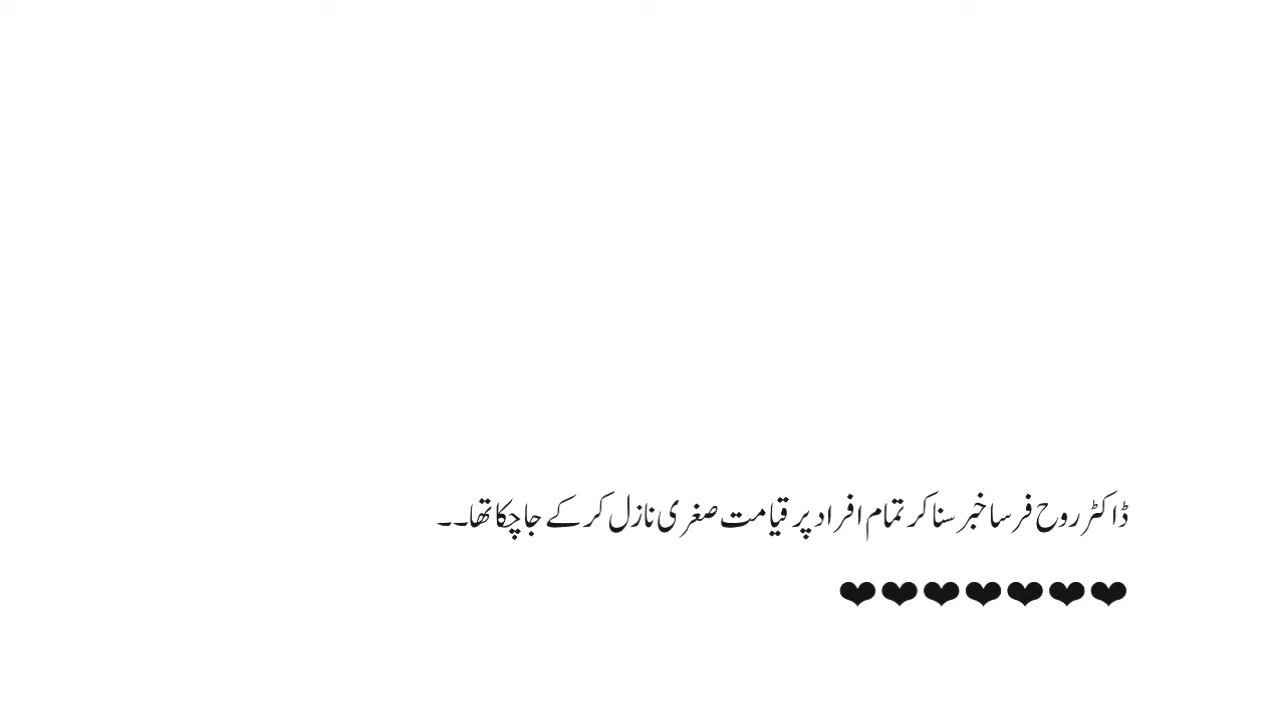 ڈاکٹر روح فرسا خبر سنا کر تمام افراد پر قیامت صغری نازل کر کے جا چکا تھا۔۔
❤❤❤❤❤❤❤